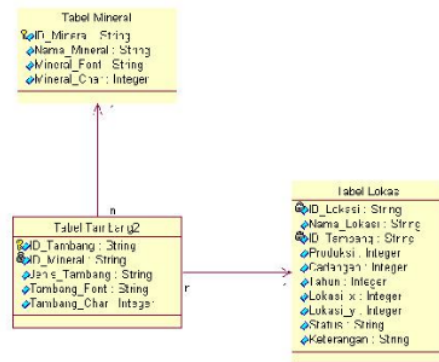 Tabel Mineral
ID_Mineral : String
Nama_Mineral : String
Mineral_Font : String
Mineral_Char : Integer
n
Tabel Tambang2
ID_Tambang : String
ID_Mineral : String
Jenis_Tambang : String
Tambang_Font : String
Tambang_Char : Integer
Tabel Lokasi
ID_Lokasi : String
Nama_Lokasi : String
ID_Tambang : String
Produksi : Integer
Cadangan : Integer
Tahun : Integer
Lokasi_x : Integer
Lokasi_y : Integer
Status : String
Keterangan : String